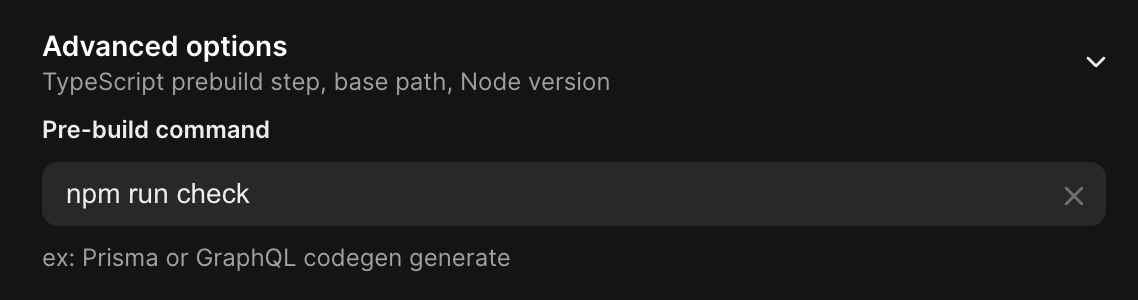 Advanced options
TypeScript prebuild step, base path, Node version
Pre-build command
npm run check
ex: Prisma or GraphQL codegen generate